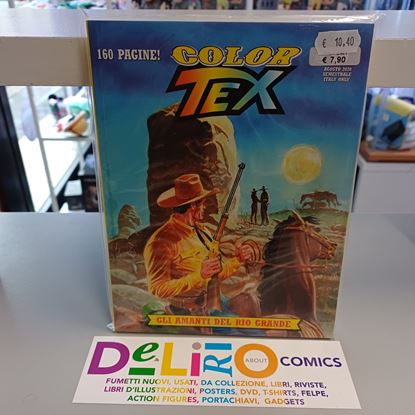 160 PAGINE!
COLOR
TEX
€ 10,40
€ 7,90
AGOSTO 2020
SEMESTRALE
ITALY ONLY
GLI AMANTI DEL RIO GRANDE
DeLiRiO ABOUT COMICS
FUMETTI NUOVI, USATI, DA COLLEZIONE, LIBRI, RIVISTE,
LIBRI D'ILLUSTRAZIONI, POSTERS, DVD, T-SHIRTS, FELPE,
ACTION FIGURES, PORTACHIAVI, GADGETS